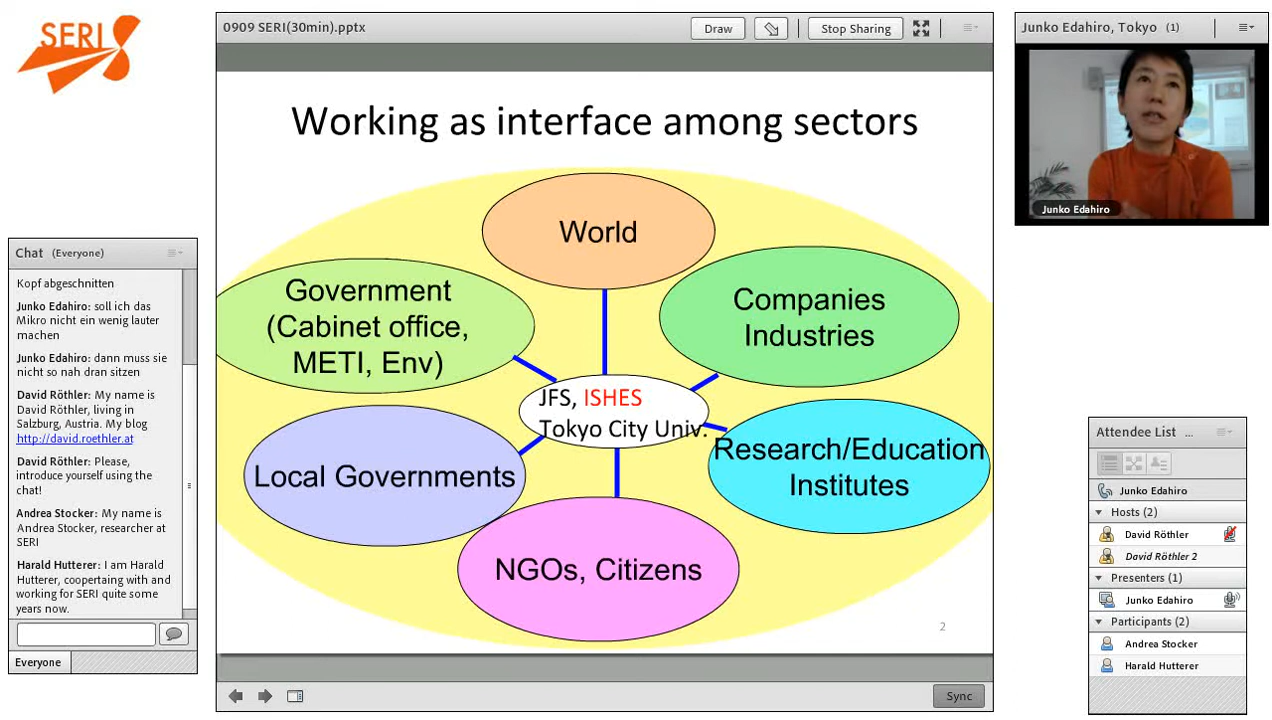 SERI
0909 SERI(30min).pptx
Draw
Stop Sharing
Junko Edahiro, Tokyo (1)
Junko Edahiro
Working as interface among sectors
World
Government
(Cabinet office,
METI, Env)
Companies
Industries
JFS, ISHES
Tokyo City Univ.
Local Governments
Research/Education
Institutes
NGOs, Citizens
2
Sync
Chat (Everyone)
Kopf abgeschnitten
Junko Edahiro: soll ich das
Mikro nicht ein wenig lauter
machen
Junko Edahiro: dann muss sie
nicht so nah dran sitzen
David Röthler: My name is
David Röthler, living in
Salzburg, Austria. My blog
http://david.roethler.at
David Röthler: Please,
introduce yourself using the
chat!
Andrea Stocker: My name is
Andrea Stocker, researcher at
SERI
Harald Hutterer: I am Harald
Hutterer, coopertaing with and
working for SERI quite some
years now.
Everyone
Attendee List ...
Junko Edahiro
Hosts (2)
David Röthler
David Röthler 2
Presenters (1)
Junko Edahiro
Participants (2)
Andrea Stocker
Harald Hutterer